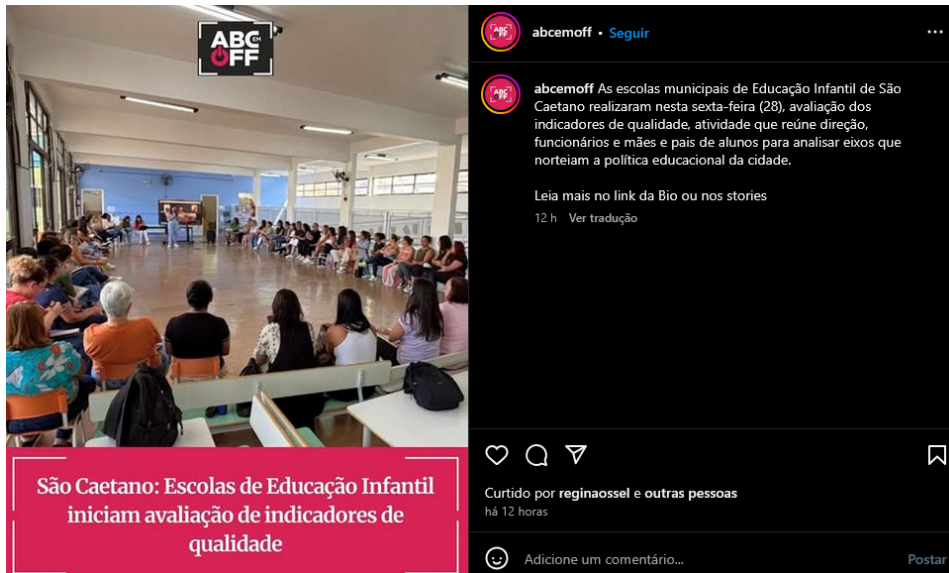 ABC EM
OFF
São Caetano: Escolas de Educação Infantil
iniciam avaliação de indicadores de
qualidade
abcemoff • Seguir
abcemoff As escolas municipais de Educação Infantil de São
Caetano realizaram nesta sexta-feira (28), avaliação dos
indicadores de qualidade, atividade que reúne direção,
funcionários e mães e pais de alunos para analisar eixos que
norteiam a política educacional da cidade.
Leia mais no link da Bio ou nos stories
12 h Ver tradução
Curtido por reginaossel e outras pessoas
há 12 horas
Adicione um comentário...
Postar